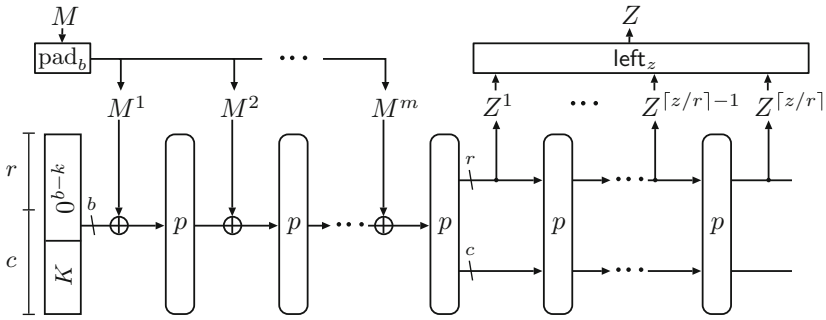 M Z
pad_b ... left_z
M^1 M^2 M^m Z^1 ... Z^{⌈z/r⌉−1} Z^{⌈z/r⌉}
r 0^{b−k} b p p ... p r p ... p
c K c ...